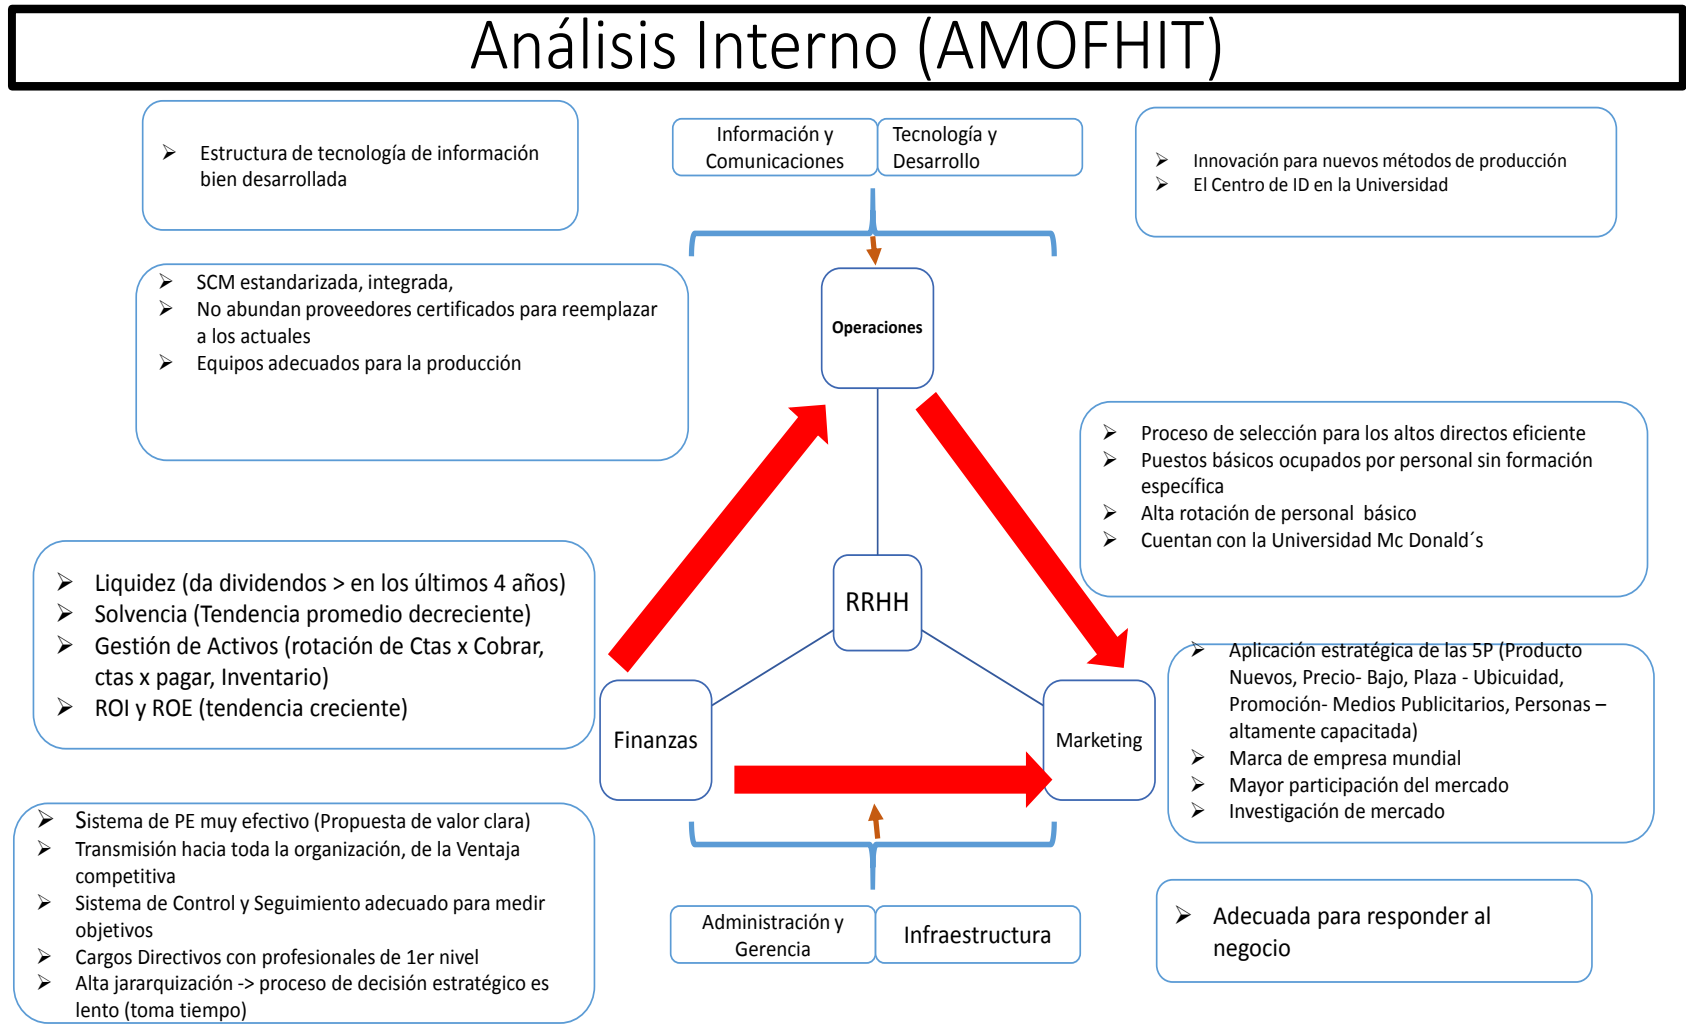 Análisis Interno (AMOFHIT)
Estructura de tecnología de información
bien desarrollada
Información y
Comunicaciones
Tecnología y
Desarrollo
Innovación para nuevos métodos de producción
El Centro de ID en la Universidad
SCM estandarizada, integrada,
No abundan proveedores certificados para reemplazar
a los actuales
Equipos adecuados para la producción
Operaciones
Proceso de selección para los altos directos eficiente
Puestos básicos ocupados por personal sin formación
específica
Alta rotación de personal básico
Cuentan con la Universidad Mc Donald´s
Liquidez (da dividendos > en los últimos 4 años)
Solvencia (Tendencia promedio decreciente)
Gestión de Activos (rotación de Ctas x Cobrar,
ctas x pagar, Inventario)
ROI y ROE (tendencia creciente)
RRHH
Finanzas
Marketing
Aplicación estratégica de las 5P (Producto
Nuevos, Precio- Bajo, Plaza - Ubicuidad,
Promoción- Medios Publicitarios, Personas –
altamente capacitada)
Marca de empresa mundial
Mayor participación del mercado
Investigación de mercado
Sistema de PE muy efectivo (Propuesta de valor clara)
Transmisión hacia toda la organización, de la Ventaja
competitiva
Sistema de Control y Seguimiento adecuado para medir
objetivos
Cargos Directivos con profesionales de 1er nivel
Alta jararquización -> proceso de decisión estratégico es
lento (toma tiempo)
Administración y
Gerencia
Infraestructura
Adecuada para responder al
negocio